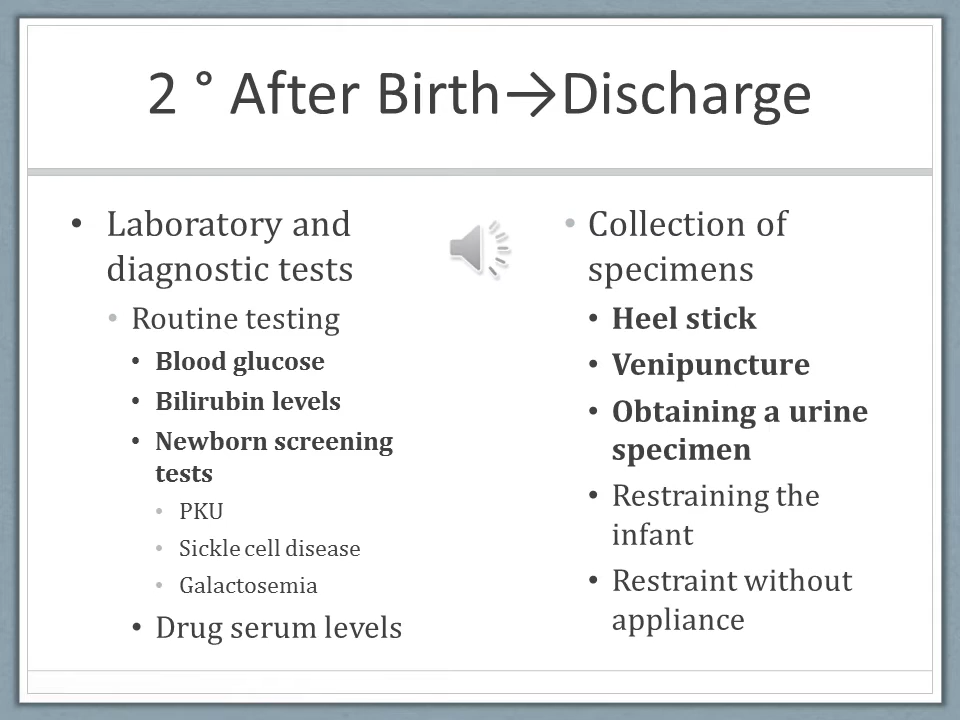 2 ° After Birth→Discharge
• Laboratory and
diagnostic tests
• Routine testing
• Blood glucose
• Bilirubin levels
• Newborn screening
tests
• PKU
• Sickle cell disease
• Galactosemia
• Drug serum levels
• Collection of
specimens
• Heel stick
• Venipuncture
• Obtaining a urine
specimen
• Restraining the
infant
• Restraint without
appliance